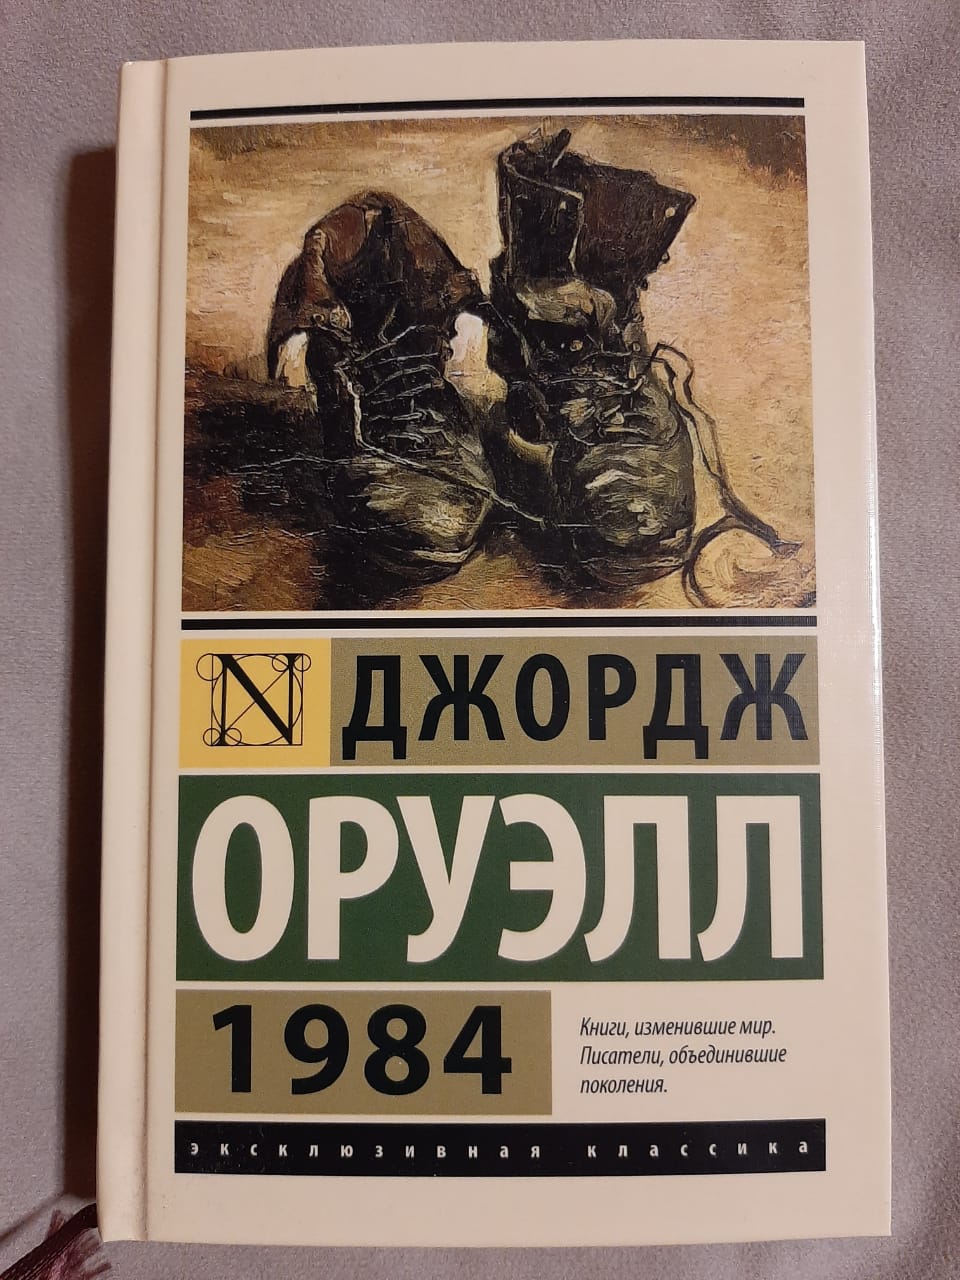 N ДЖОРДЖ
ОРУЭЛЛ
1984
Книги, изменившие мир.
Писатели, объединившие
поколения.
эксклюзивная классика